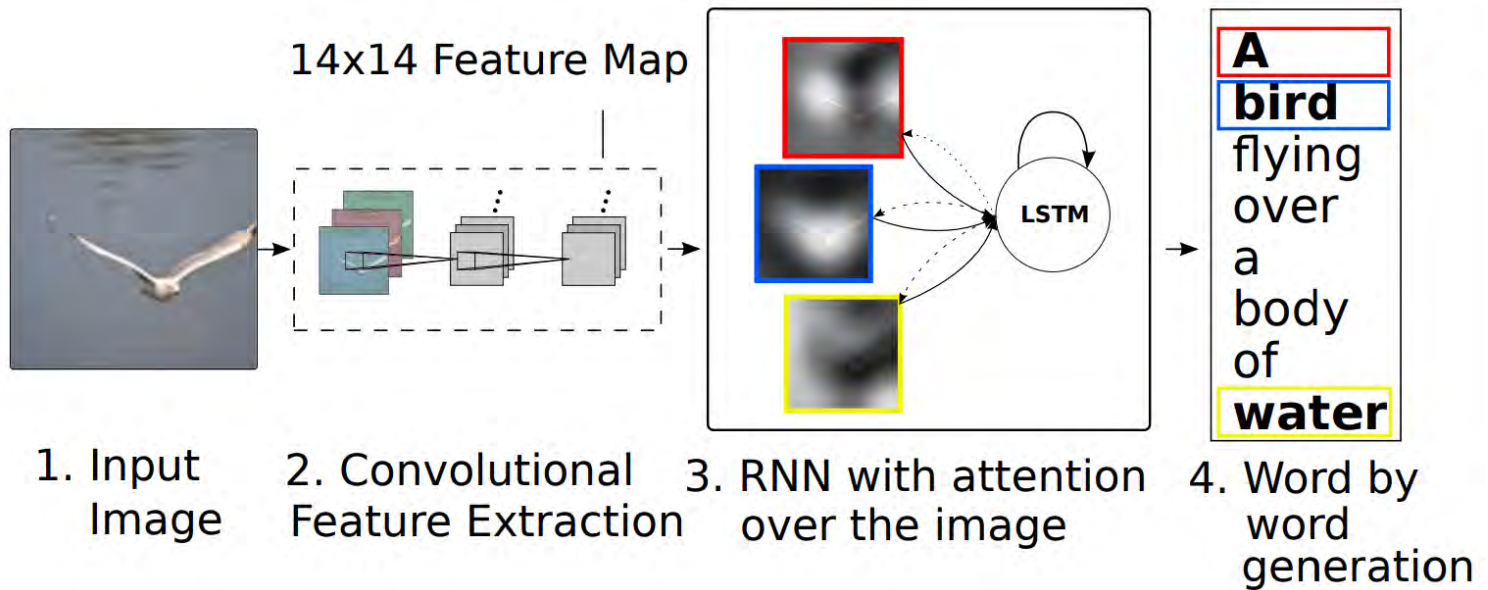 14x14 Feature Map
LSTM
A
bird
flying
over
a
body
of
water
1. Input
Image
2. Convolutional
Feature Extraction
3. RNN with attention
over the image
4. Word by
word
generation